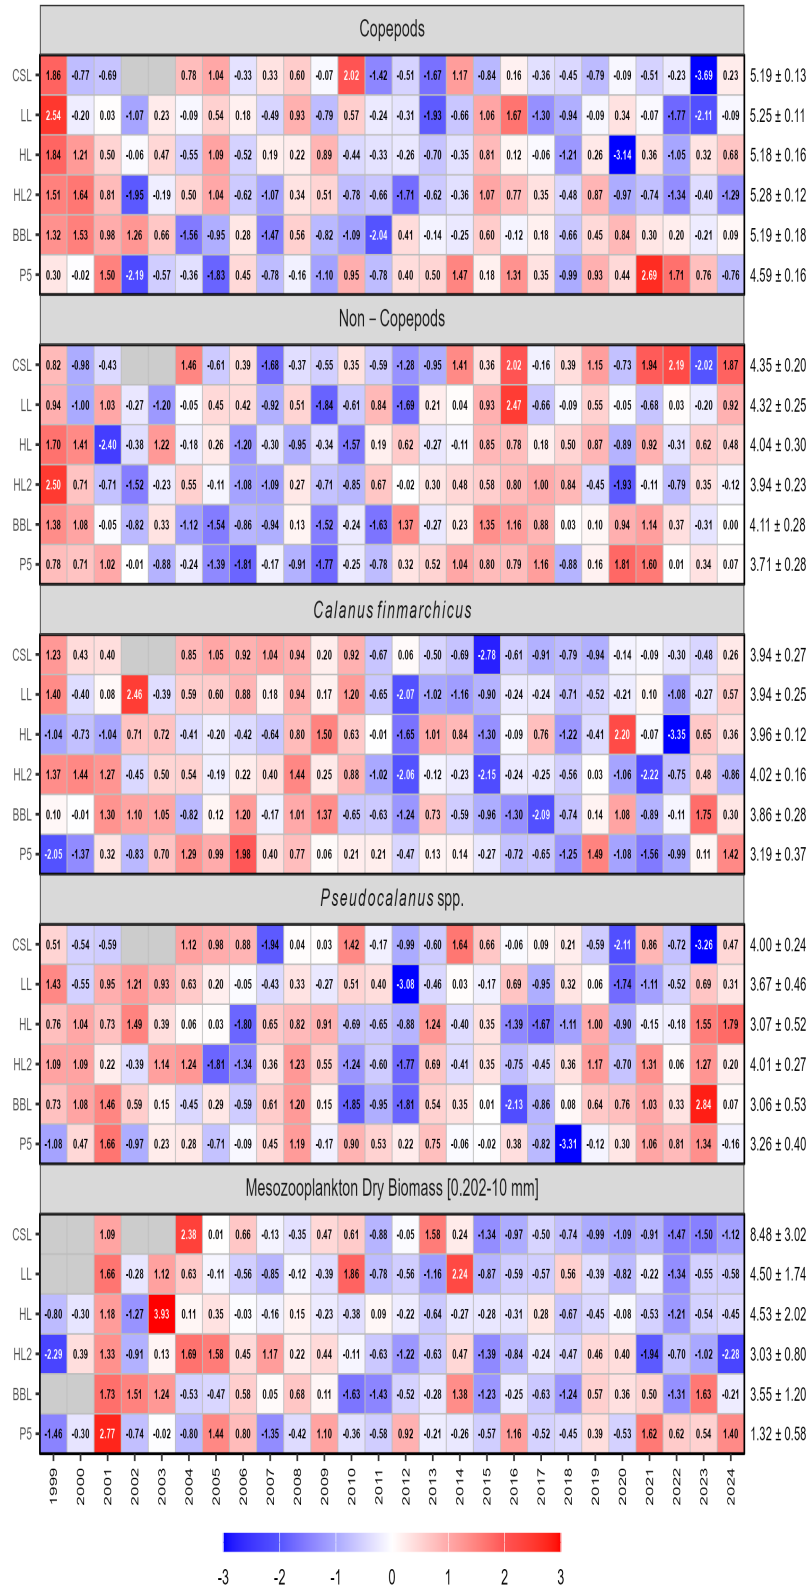 Copepods
CSL 1.86 -0.77 -0.69 0.78 1.04 -0.33 0.33 0.60 -0.07 2.02 -1.42 -0.51 -1.67 1.17 -0.84 0.16 -0.36 -0.45 -0.79 -0.09 -0.51 -0.23 -3.69 0.23 5.19 ± 0.13
LL 2.54 -0.20 0.03 -1.07 0.23 -0.09 0.54 0.18 -0.49 0.93 -0.79 0.57 -0.24 -0.31 -1.93 -0.66 1.06 1.67 -1.30 -0.94 -0.09 0.34 -0.07 -1.77 -2.11 -0.09 5.25 ± 0.11
HL 1.84 1.21 0.50 -0.06 0.47 -0.55 1.09 -0.52 0.19 0.22 0.89 -0.44 -0.33 -0.26 -0.70 -0.35 0.81 0.12 -0.06 -1.21 0.26 -3.14 0.36 -1.05 0.32 0.68 5.18 ± 0.16
HL2 1.51 1.64 0.81 -1.95 -0.19 0.50 1.04 -0.62 -1.07 0.34 0.51 -0.78 -0.66 -1.71 -0.62 -0.36 1.07 0.77 0.35 -0.48 0.87 -0.97 -0.74 -1.34 -0.40 -1.29 5.28 ± 0.12
BBL 1.32 1.53 0.98 1.26 0.66 -1.56 -0.95 0.28 -1.47 0.56 -0.82 -1.09 -2.04 0.41 -0.14 -0.25 0.60 -0.12 0.18 -0.66 0.45 0.84 0.30 0.20 -0.21 0.09 5.19 ± 0.18
P5 0.30 -0.02 1.50 -2.19 -0.57 -0.36 -1.83 0.45 -0.78 -0.16 -1.10 0.95 -0.78 0.40 0.50 1.47 0.18 1.31 0.35 -0.99 0.93 0.44 2.69 1.71 0.76 -0.76 4.59 ± 0.16
Non – Copepods
CSL 0.82 -0.98 -0.43 1.46 -0.61 0.39 -1.68 -0.37 -0.55 0.35 -0.59 -1.28 -0.95 1.41 0.36 2.02 -0.16 0.39 1.15 -0.73 1.94 2.19 -2.02 1.87 4.35 ± 0.20
LL 0.94 -1.00 1.03 -0.27 -1.20 -0.05 0.45 0.42 -0.92 0.51 -1.84 -0.61 0.84 -1.69 0.21 0.04 0.93 2.47 -0.66 -0.09 0.55 -0.05 -0.68 0.03 -0.20 0.92 4.32 ± 0.25
HL 1.70 1.41 -2.40 -0.38 1.22 -0.18 0.26 -1.20 -0.30 -0.95 -0.34 -1.57 0.19 0.62 -0.27 -0.11 0.85 0.78 0.18 0.50 0.87 -0.89 0.92 -0.31 0.62 0.48 4.04 ± 0.30
HL2 2.50 0.71 -0.71 -1.52 -0.23 0.55 -0.11 -1.08 -1.09 0.27 -0.71 -0.85 0.67 -0.02 0.30 0.48 0.58 0.80 1.00 0.84 -0.45 -1.93 -0.11 -0.79 0.35 -0.12 3.94 ± 0.23
BBL 1.38 1.08 -0.05 -0.82 0.33 -1.12 -1.54 -0.86 -0.94 0.13 -1.52 -0.24 -1.63 1.37 -0.27 0.23 1.35 1.16 0.88 0.03 0.10 0.94 1.14 0.37 -0.31 0.00 4.11 ± 0.28
P5 0.78 0.71 1.02 -0.01 -0.88 -0.24 -1.39 -1.81 -0.17 -0.91 -1.77 -0.25 -0.78 0.32 0.52 1.04 0.80 0.79 1.16 -0.88 0.16 1.81 1.60 0.01 0.34 0.07 3.71 ± 0.28
Calanus finmarchicus
CSL 1.23 0.43 0.40 0.85 1.05 0.92 1.04 0.94 0.20 0.92 -0.67 0.06 -0.50 -0.69 -2.78 -0.61 -0.91 -0.79 -0.94 -0.14 -0.09 -0.30 -0.48 0.26 3.94 ± 0.27
LL 1.40 -0.40 0.08 2.46 -0.39 0.59 0.60 0.88 0.18 0.94 0.17 1.20 -0.65 -2.07 -1.02 -1.16 -0.90 -0.24 -0.24 -0.71 -0.52 -0.21 0.10 -1.08 -0.27 0.57 3.94 ± 0.25
HL -1.04 -0.73 -1.04 0.71 0.72 -0.41 -0.20 -0.42 -0.64 0.80 1.50 0.63 -0.01 -1.65 1.01 0.84 -1.30 -0.09 0.76 -1.22 -0.41 2.20 -0.07 -3.35 0.65 0.36 3.96 ± 0.12
HL2 1.37 1.44 1.27 -0.45 0.50 0.54 -0.19 0.22 0.40 1.44 0.25 0.88 -1.02 -2.06 -0.12 -0.23 -2.15 -0.24 -0.25 -0.56 0.03 -1.06 -2.22 -0.75 0.48 -0.86 4.02 ± 0.16
BBL 0.10 -0.01 1.30 1.10 1.05 -0.82 0.12 1.20 -0.17 1.01 1.37 -0.65 -0.63 -1.24 0.73 -0.59 -0.96 -1.30 -2.09 -0.74 0.14 1.08 -0.89 -0.11 1.75 0.30 3.86 ± 0.28
P5 -2.05 -1.37 0.32 -0.83 0.70 1.29 0.99 1.98 0.40 0.77 0.06 0.21 0.21 -0.47 0.13 0.14 -0.27 -0.72 -0.65 -1.25 1.49 -1.08 -1.56 -0.99 0.11 1.42 3.19 ± 0.37
Pseudocalanus spp.
CSL 0.51 -0.54 -0.59 1.12 0.98 0.88 -1.94 0.04 0.03 1.42 -0.17 -0.99 -0.60 1.64 0.66 -0.06 0.09 0.21 -0.59 -2.11 0.86 -0.72 -3.26 0.47 4.00 ± 0.24
LL 1.43 -0.55 0.95 1.21 0.93 0.63 0.20 -0.05 -0.43 0.33 -0.27 0.51 0.40 -3.08 -0.46 0.03 -0.17 0.69 -0.95 0.32 0.06 -1.74 -1.11 -0.52 0.69 0.31 3.67 ± 0.46
HL 0.76 1.04 0.73 1.49 0.39 0.06 0.03 -1.80 0.65 0.82 0.91 -0.69 -0.65 -0.88 1.24 -0.40 0.35 -1.39 -1.67 -1.11 1.00 -0.90 -0.15 -0.18 1.55 1.79 3.07 ± 0.52
HL2 1.09 1.09 0.22 -0.39 1.14 1.24 -1.81 -1.34 0.36 1.23 0.55 -1.24 -0.60 -1.77 0.69 -0.41 0.35 -0.75 -0.45 0.36 1.17 -0.70 1.31 0.06 1.27 0.20 4.01 ± 0.27
BBL 0.73 1.08 1.46 0.59 0.15 -0.45 0.29 -0.59 0.61 1.20 0.15 -1.85 -0.95 -1.81 0.54 0.35 0.01 -2.13 -0.86 0.08 0.64 0.76 1.03 0.33 2.84 0.07 3.06 ± 0.53
P5 -1.08 0.47 1.66 -0.97 0.23 0.28 -0.71 -0.09 0.45 1.19 -0.17 0.90 0.53 0.22 0.75 -0.06 -0.02 0.38 -0.82 -3.31 -0.12 0.30 1.06 0.81 1.34 -0.16 3.26 ± 0.40
Mesozooplankton Dry Biomass [0.202-10 mm]
CSL 1.09 2.38 0.01 0.66 -0.13 -0.35 0.47 0.61 -0.88 -0.05 1.58 0.24 -1.34 -0.97 -0.50 -0.74 -0.99 -1.09 -0.91 -1.47 -1.50 -1.12 8.48 ± 3.02
LL 1.66 -0.28 1.12 0.63 -0.11 -0.56 -0.85 -0.12 -0.39 1.86 -0.78 -0.56 -1.16 2.24 -0.87 -0.59 -0.57 0.56 -0.39 -0.82 -0.22 -1.34 -0.55 -0.58 4.50 ± 1.74
HL -0.80 -0.30 1.18 -1.27 3.93 0.11 0.35 -0.03 -0.16 0.15 -0.23 -0.38 0.09 -0.22 -0.64 -0.27 -0.28 -0.31 0.28 -0.67 -0.45 -0.08 -0.53 -1.21 -0.54 -0.45 4.53 ± 2.02
HL2 -2.29 0.39 1.33 -0.91 0.13 1.69 1.58 0.45 1.17 0.22 0.44 -0.11 -0.63 -1.22 -0.63 0.47 -1.39 -0.84 -0.24 -0.47 0.46 0.40 -1.94 -0.70 -1.02 -2.28 3.03 ± 0.80
BBL 1.73 1.51 1.24 -0.53 -0.47 0.58 0.05 0.68 0.11 -1.63 -1.43 -0.52 -0.28 1.38 -1.23 -0.25 -0.63 -1.24 0.57 0.36 0.50 -1.31 1.63 -0.21 3.55 ± 1.20
P5 -1.46 -0.30 2.77 -0.74 -0.02 -0.80 1.44 0.80 -1.35 -0.42 1.10 -0.36 -0.58 0.92 -0.21 -0.26 -0.57 1.16 -0.52 -0.45 0.39 -0.53 1.62 0.62 0.54 1.40 1.32 ± 0.58
1999 2000 2001 2002 2003 2004 2005 2006 2007 2008 2009 2010 2011 2012 2013 2014 2015 2016 2017 2018 2019 2020 2021 2022 2023 2024
-3 -2 -1 0 1 2 3